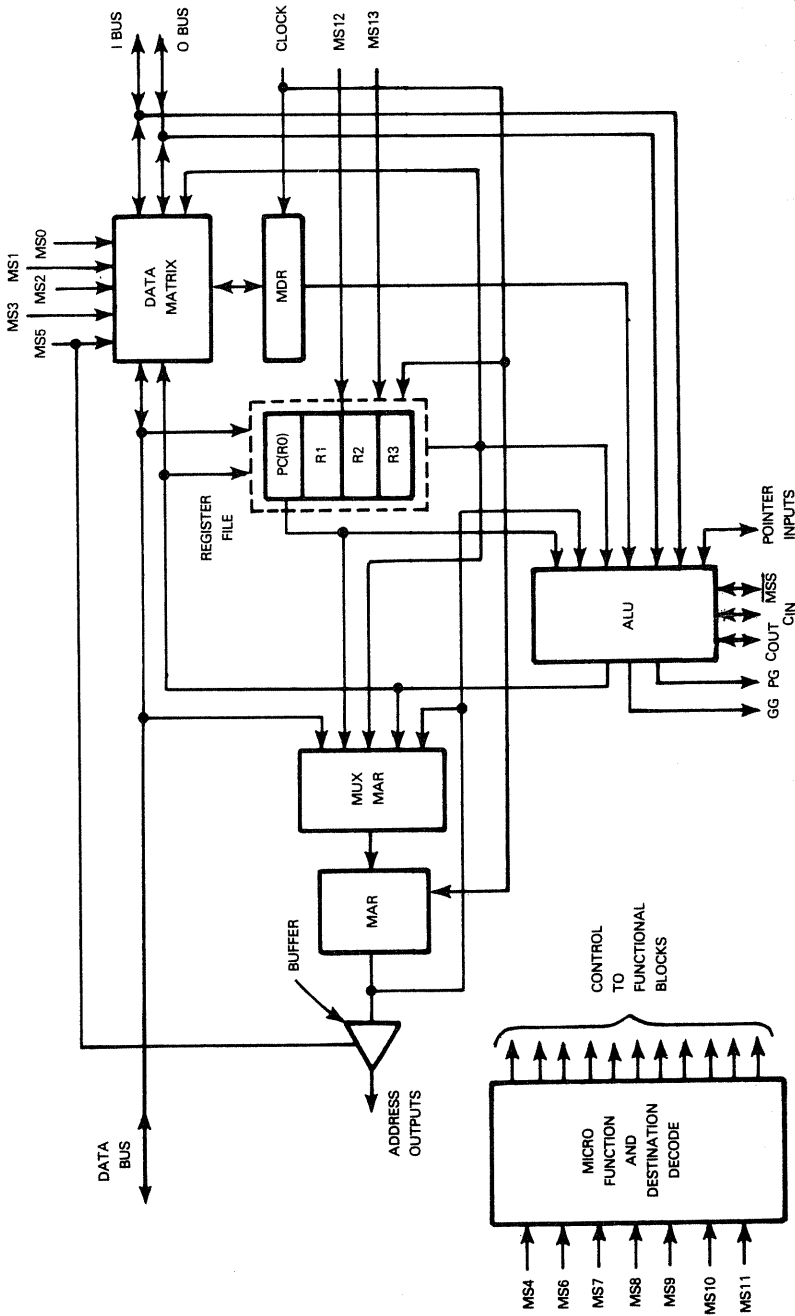 I BUS
O BUS
CLOCK
MS12
MS13
MS0
MS1
MS2
MS3
MS5
DATA
MATRIX
MDR
REGISTER
FILE
PC(R0)
R1
R2
R3
ALU
POINTER
INPUTS
MSS
CIN
COUT
PG
GG
MUX
MAR
MAR
BUFFER
ADDRESS
OUTPUTS
DATA
BUS
CONTROL
TO
FUNCTIONAL
BLOCKS
MICRO
FUNCTION
AND
DESTINATION
DECODE
MS4
MS6
MS7
MS8
MS9
MS10
MS11